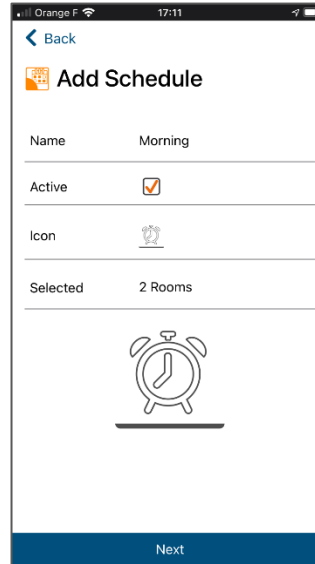 Orange F 17:11
Back
Add Schedule
Name Morning
Active
Icon
Selected 2 Rooms
Next